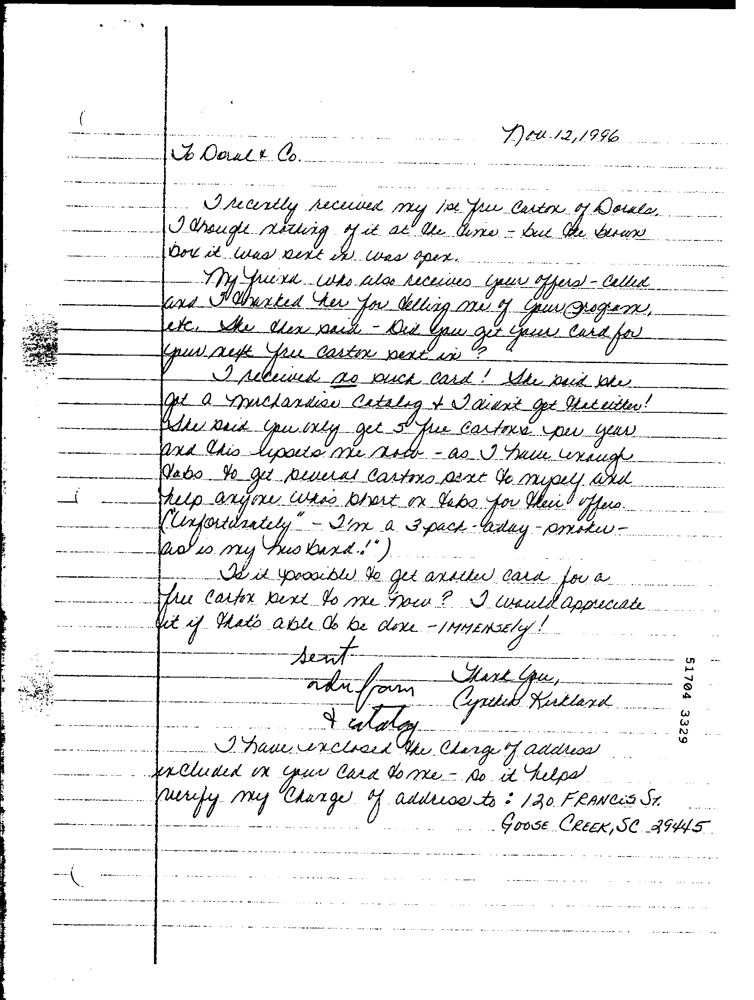 Nov. 12, 1996
To Doral & Co.
I recently received my 1st free carton of Dorals.
I thought nothing of it at the time - but the brown
box it was sent in was open.
My friend who also receives your offers - called
and I thanked her for telling me of your program,
etc. She then said - Did you get your card for
your next free carton sent in?
I received no such card! She said she
got a merchandise catalog & I didn't get that either!
She said you only get 5 free cartons per year
and this upsets me now - as I have enough
tabs to get several cartons sent to myself and
help anyone who's short on tabs for their offers.
("Unfortunately" - I'm a 3 pack-aday-smoker-
as is my husband!")
Is it possible to get another card for a
free carton sent to me now? I would appreciate
it if that's able to be done - IMMENSELY!
sent
ordr form
& catalog
Thank You,
Cynthia Kirkland
I have enclosed the change of address
included in your card to me - so it helps
verify my change of address to: 120 FRANCIS ST.
GOOSE CREEK, SC 29445
51704 3329